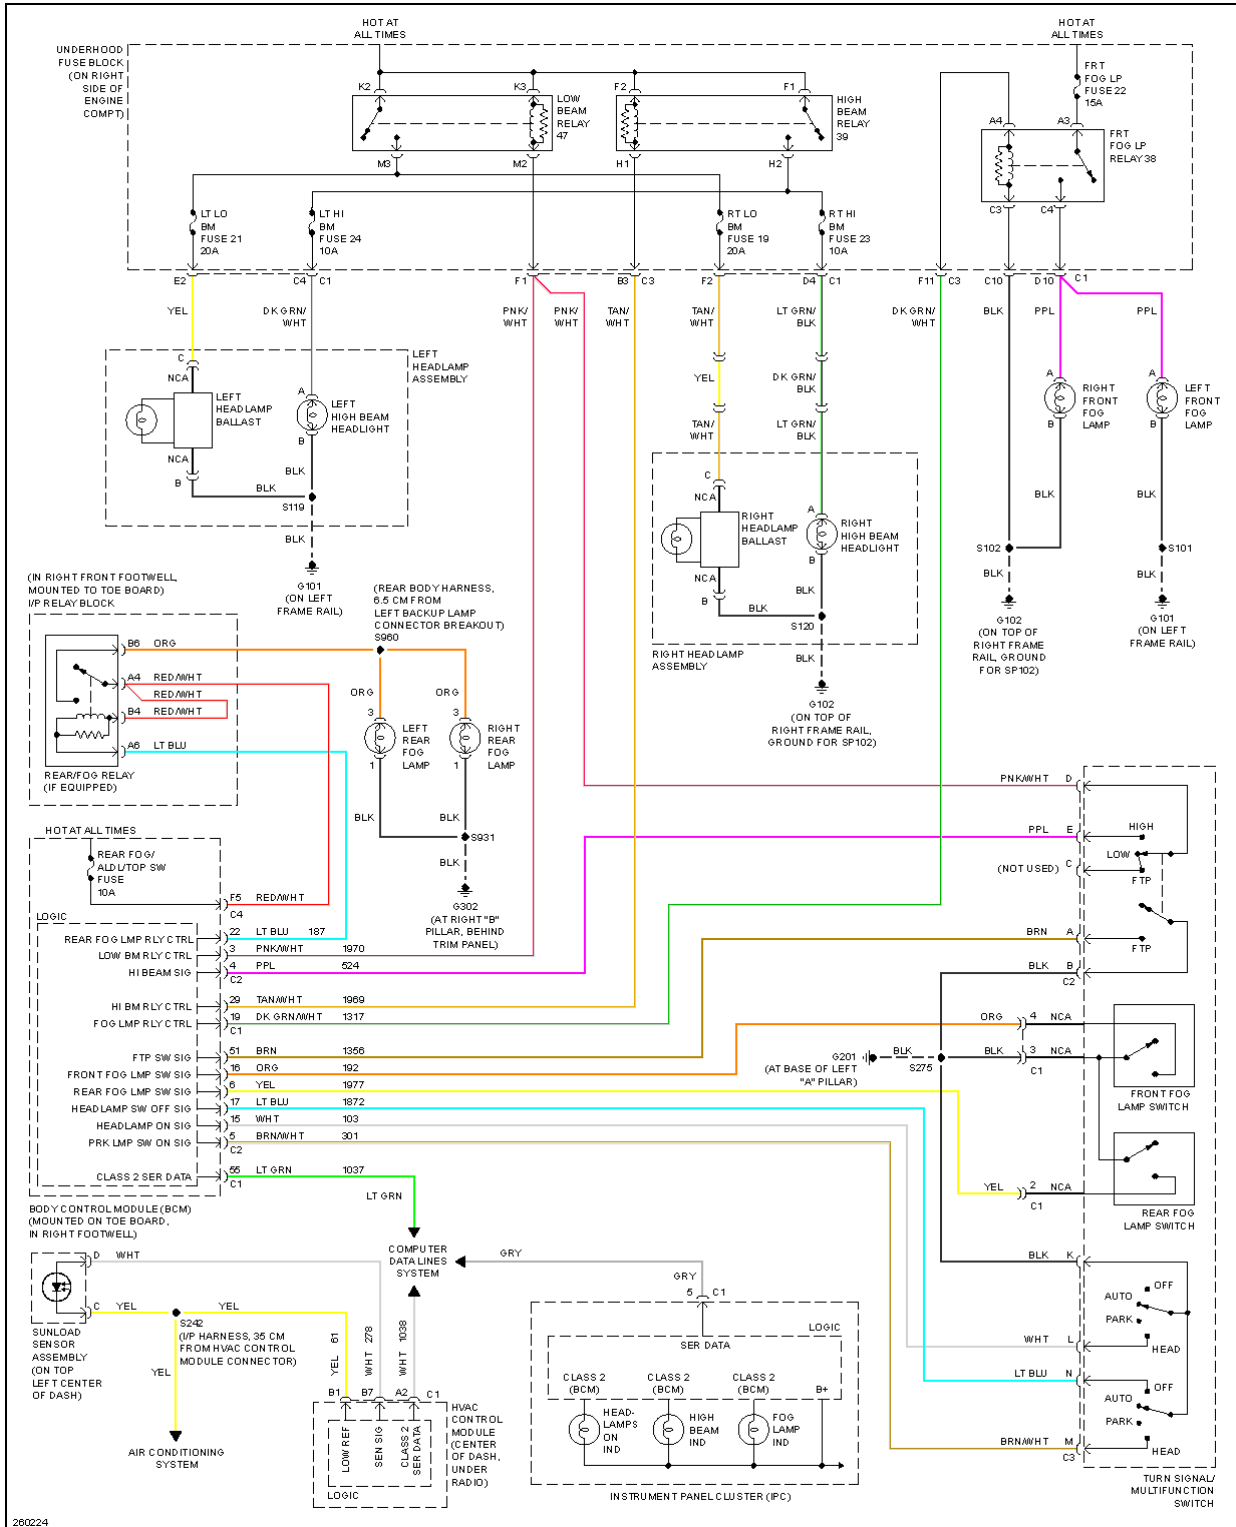 HOT AT
ALL TIMES
HOT AT
ALL TIMES
UNDERHOOD
FUSE BLOCK
(ON RIGHT
SIDE OF
ENGINE
COMPT)
FRT
FOG LP
FUSE 22
15A
K2
K3
LOW
BEAM
RELAY
47
F2
F1
HIGH
BEAM
RELAY
39
A4
A3
FRT
FOG LP
RELAY 38
M3
M2
H1
H2
C3
C4
LT LO
BM
FUSE 21
20A
LT HI
BM
FUSE 24
10A
RT LO
BM
FUSE 19
20A
RT HI
BM
FUSE 23
10A
E2
C4
C1
F1
B3
C3
F2
D4
C1
F11
C3
C10
D10
C1
YEL
DK GRN/
WHT
PNK/
WHT
PNK/
WHT
TAN/
WHT
TAN/
WHT
LT GRN/
BLK
DK GRN/
WHT
BLK
PPL
PPL
LEFT
HEADLAMP
ASSEMBLY
C
NCA
LEFT
HEADLAMP
BALLAST
NCA
B
BLK
A
LEFT
HIGH BEAM
HEADLIGHT
B
BLK
S119
BLK
G101
(ON LEFT
FRAME RAIL)
YEL
DK GRN/
BLK
TAN/
WHT
LT GRN/
BLK
A
RIGHT
FRONT
FOG
LAMP
B
A
LEFT
FRONT
FOG
LAMP
B
BLK
BLK
C
NCA
RIGHT
HEADLAMP
BALLAST
NCA
B
BLK
A
RIGHT
HIGH BEAM
HEADLIGHT
B
BLK
S120
RIGHT HEADLAMP
ASSEMBLY
BLK
G102
(ON TOP OF
RIGHT FRAME RAIL,
GROUND FOR SP102)
S102
BLK
G102
(ON TOP OF
RIGHT FRAME
RAIL, GROUND
FOR SP102)
S101
BLK
G101
(ON LEFT
FRAME RAIL)
(IN RIGHT FRONT FOOTWELL,
MOUNTED TO TOE BOARD)
I/P RELAY BLOCK
B6 ORG
A4 RED/WHT
RED/WHT
B4 RED/WHT
A6 LT BLU
REAR/FOG RELAY
(IF EQUIPPED)
(REAR BODY HARNESS,
6.5 CM FROM
LEFT BACKUP LAMP
CONNECTOR BREAKOUT)
S960
ORG
ORG
3
LEFT
REAR
FOG
LAMP
1
3
RIGHT
REAR
FOG
LAMP
1
BLK
BLK
S931
BLK
G302
(AT RIGHT "B"
PILLAR, BEHIND
TRIM PANEL)
HOT AT ALL TIMES
REAR FOG/
ALDL/TOP SW
FUSE
10A
F5 RED/WHT
C4
LOGIC
REAR FOG LMP RLY CTRL 22 LT BLU 187
LOW BM RLY CTRL 3 PNK/WHT 1970
HI BEAM SIG 4 PPL 524
C2
HI BM RLY CTRL 29 TAN/WHT 1969
FOG LMP RLY CTRL 19 DK GRN/WHT 1317
C1
FTP SW SIG 51 BRN 1356
FRONT FOG LMP SW SIG 16 ORG 192
REAR FOG LMP SW SIG 6 YEL 1977
HEADLAMP SW OFF SIG 17 LT BLU 1872
HEADLAMP ON SIG 15 WHT 103
PRK LMP SW ON SIG 5 BRN/WHT 301
C2
CLASS 2 SER DATA 55 LT GRN 1037
C1
BODY CONTROL MODULE (BCM)
(MOUNTED ON TOE BOARD,
IN RIGHT FOOTWELL)
LT GRN
COMPUTER
DATA LINES
SYSTEM
GRY
GRY
PNK/WHT D
PPL E
HIGH
LOW
(NOT USED) C
FTP
BRN A
FTP
BLK B
C2
ORG 4 NCA
G201
BLK
BLK 3 NCA
(AT BASE OF LEFT
"A" PILLAR)
S275
C1
FRONT FOG
LAMP SWITCH
YEL 2 NCA
C1
REAR FOG
LAMP SWITCH
BLK K
OFF
AUTO
PARK
WHT L
HEAD
LT BLU N
OFF
AUTO
PARK
BRN/WHT M
HEAD
C3
TURN SIGNAL/
MULTIFUNCTION
SWITCH
D WHT
C YEL
YEL
S242
(I/P HARNESS, 35 CM
FROM HVAC CONTROL
MODULE CONNECTOR)
SUNLOAD
SENSOR
ASSEMBLY
(ON TOP
LEFT CENTER
OF DASH)
YEL
AIR CONDITIONING
SYSTEM
YEL 61
WHT 278
WHT 1038
B1
B7
A2
C1
LOW REF
SEN SIG
CLASS 2
SER DATA
LOGIC
HVAC
CONTROL
MODULE
(CENTER
OF DASH,
UNDER
RADIO)
5 C1
LOGIC
SER DATA
CLASS 2
(BCM)
CLASS 2
(BCM)
CLASS 2
(BCM)
B+
HEAD-
LAMPS
ON
IND
HIGH
BEAM
IND
FOG
LAMP
IND
INSTRUMENT PANEL CLUSTER (IPC)
260224